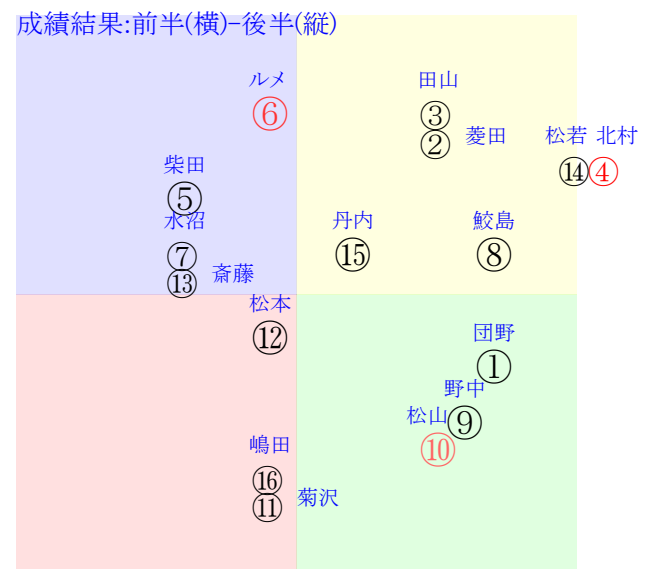 成績結果:前半(横)−後半(縦)
ルメ
⑥
田山
③
② 菱田
松若 北村
⑭ ④
柴田
⑤
水沼
⑦
⑬ 斎藤
丹内
⑮
鮫島
⑧
松本
⑫
団野
①
野中
⑨
松山
⑩
嶋田
⑯
⑪ 菊沢